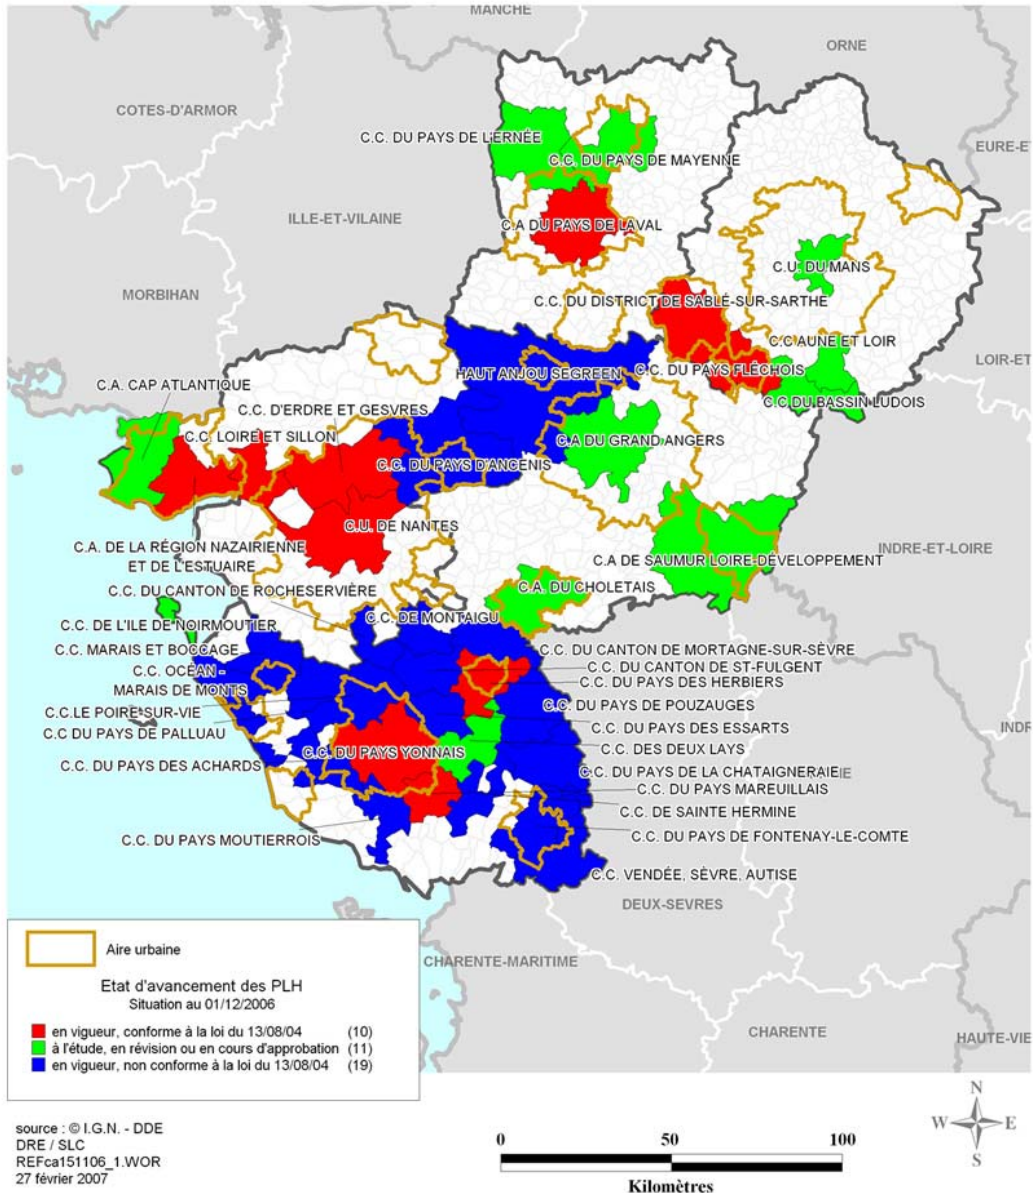 MANCHE
ORNE
COTES-D'ARMOR
C.C. DU PAYS DE L'ERNÉE
EURE-E
C.C. DU PAYS DE MAYENNE
ILLE-ET-VILAINE
C.A DU PAYS DE LAVAL
C.U. DU MANS
MORBIHAN
C.C. DU DISTRICT DE SABLÉ-SUR-SARTHE
C.C AUNE ET LOIR
LOIR-ET
HAUT ANJOU SEGREEN
C.C. DU PAYS FLÉCHOIS
C.A. CAP ATLANTIQUE
C.C DU BASSIN LUDOIS
C.C. D'ERDRE ET GESVRES
C.C. LOIRE ET SILLON
C.A DU GRAND ANGERS
C.C. DU PAYS D'ANCENIS
C.U. DE NANTES
C.A. DE LA RÉGION NAZAIRIENNE
ET DE L'ESTUAIRE
INDRE-ET-LOIRE
C.A DE SAUMUR LOIRE-DÉVELOPPEMENT
C.C. DU CANTON DE ROCHESERVIÈRE
C.A. DU CHOLETAIS
C.C. DE MONTAIGU
C.C. DE L'ILE DE NOIRMOUTIER
C.C. MARAIS ET BOCCAGE
C.C. DU CANTON DE MORTAGNE-SUR-SÈVRE
C.C. OCÉAN -
MARAIS DE MONTS
C.C. DU CANTON DE ST-FULGENT
C.C. DU PAYS DES HERBIERS
C.C.LE POIRE-SUR-VIE
C.C. DU PAYS DE POUZAUGES
C.C DU PAYS DE PALLUAU
C.C. DU PAYS DES ESSARTS
C.C. DU PAYS YONNAIS
C.C. DES DEUX LAYS
C.C. DU PAYS DES ACHARDS
C.C. DU PAYS DE LA CHATAIGNERAIE
C.C. DU PAYS MAREUILLAIS
C.C. DE SAINTE HERMINE
C.C. DU PAYS MOUTIERROIS
C.C. DU PAYS DE FONTENAY-LE-COMTE
C.C. VENDÉE, SÈVRE, AUTISE
DEUX-SEVRES
CHARENTE-MARITIME
CHARENTE
HAUTE-VIE
Aire urbaine
Etat d'avancement des PLH
Situation au 01/12/2006
en vigueur, conforme à la loi du 13/08/04 (10)
à l'étude, en révision ou en cours d'approbation (11)
en vigueur, non conforme à la loi du 13/08/04 (19)
source : © I.G.N. - DDE
DRE / SLC
REFca151106_1.WOR
27 février 2007
0 50 100
Kilomètres
N
W E
S